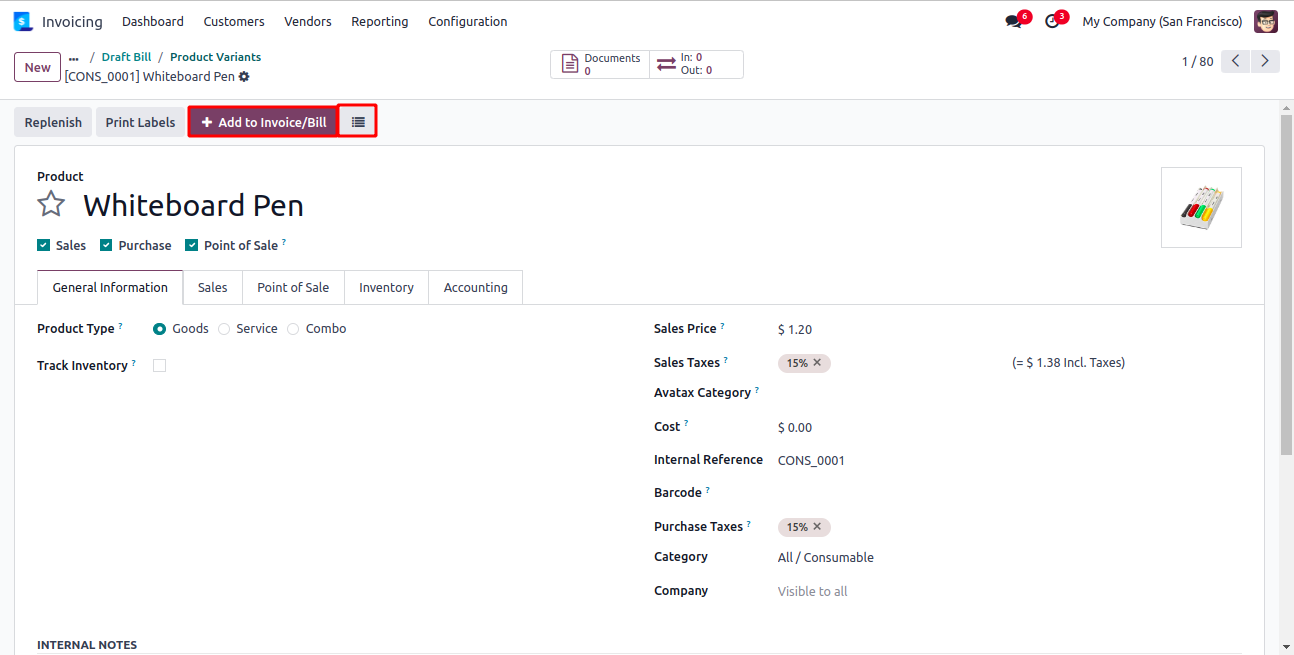 Invoicing Dashboard Customers Vendors Reporting Configuration 6 3 My Company (San Francisco)
New ... / Draft Bill / Product Variants
[CONS_0001] Whiteboard Pen
Documents 0
In: 0
Out: 0
1 / 80
Replenish Print Labels + Add to Invoice/Bill
Product
Whiteboard Pen
Sales Purchase Point of Sale ?
General Information Sales Point of Sale Inventory Accounting
Product Type ? Goods Service Combo
Track Inventory ?
Sales Price ? $ 1.20
Sales Taxes ? 15% × (= $ 1.38 Incl. Taxes)
Avatax Category ?
Cost ? $ 0.00
Internal Reference CONS_0001
Barcode ?
Purchase Taxes ? 15% ×
Category All / Consumable
Company Visible to all
INTERNAL NOTES